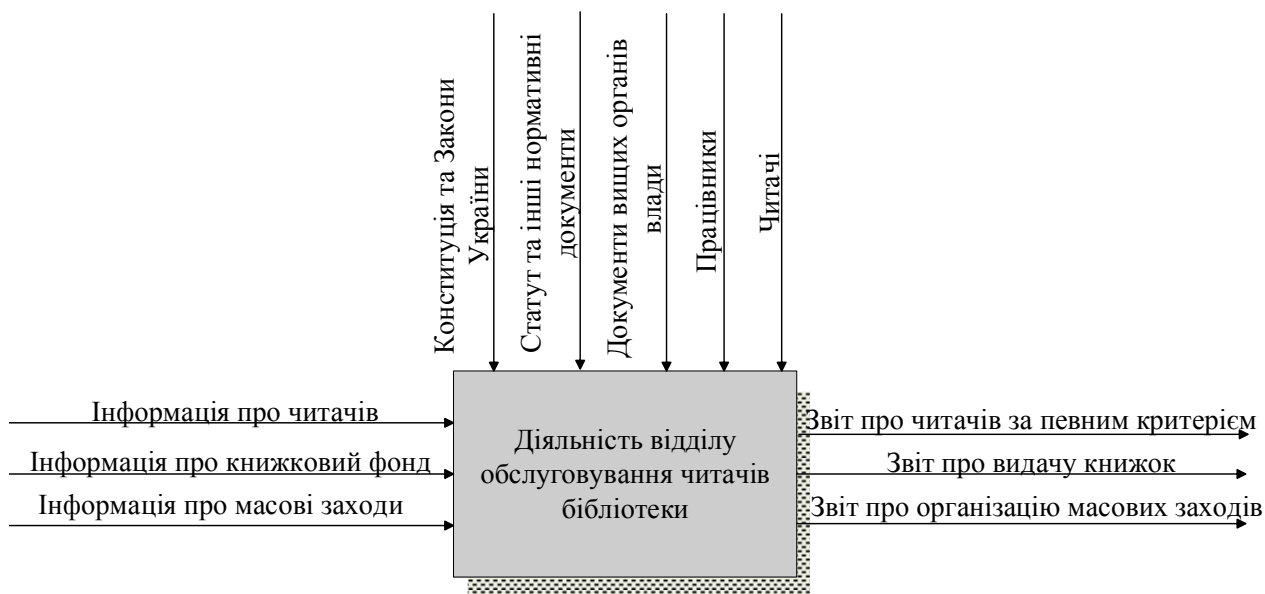 Конституція та Закони
України
Статут та інші нормативні
документи
Документи вищих органів
влади
Працівники
Читачі
Інформація про читачів
Інформація про книжковий фонд
Інформація про масові заходи
Діяльність відділу
обслуговування читачів
бібліотеки
Звіт про читачів за певним критерієм
Звіт про видачу книжок
Звіт про організацію масових заходів